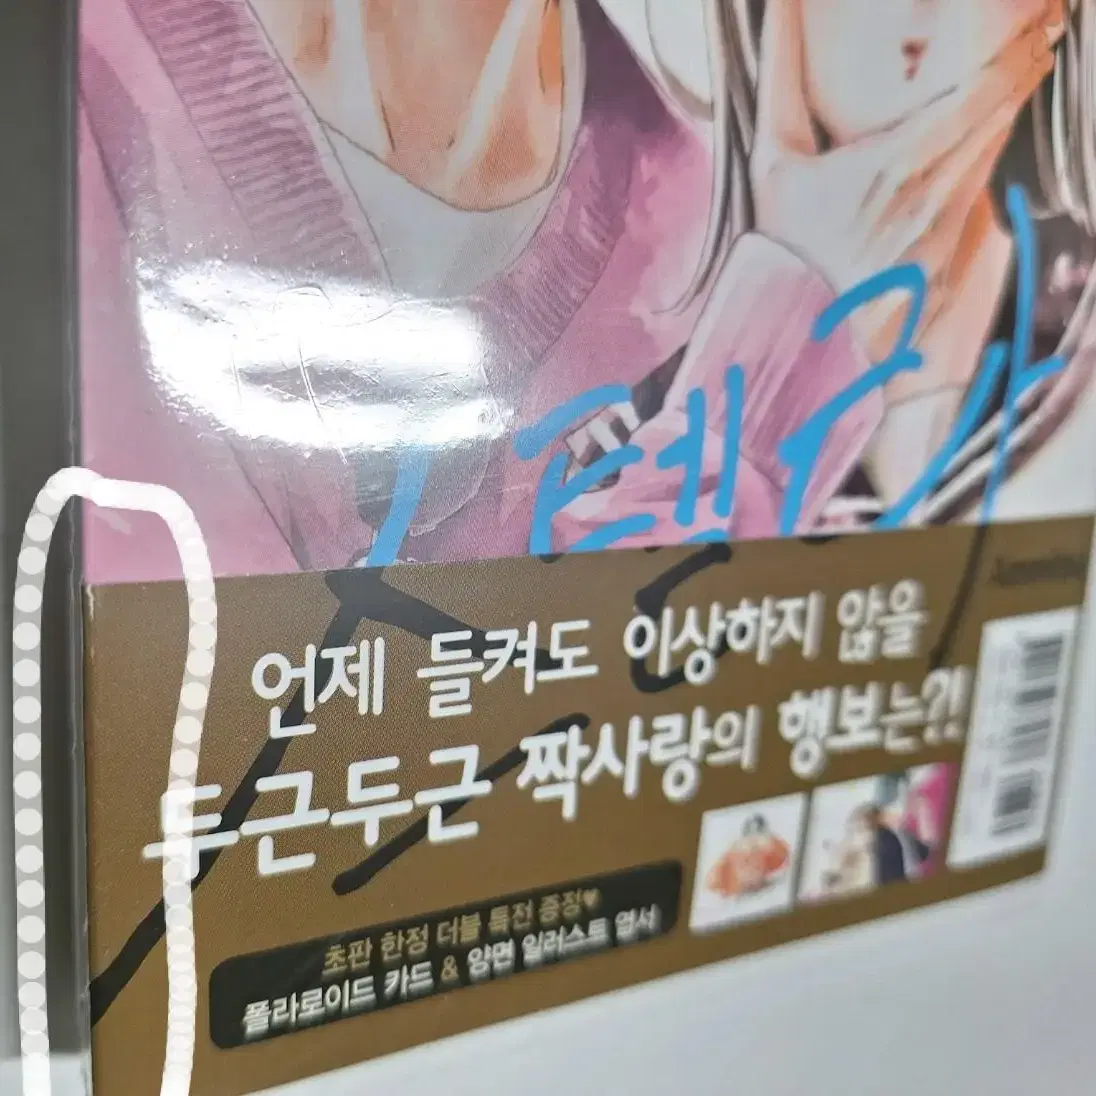 텔라
언제 들켜도 이상하지 않을
두근두근 짝사랑의 행보는?!
초판 한정 더블 특전 증정♥
폴라로이드 카드 & 양면 일러스트 엽서